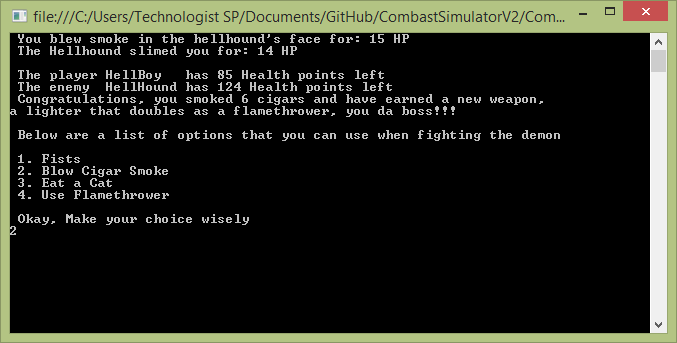 file:///C:/Users/Technologist SP/Documents/GitHub/CombastSimulatorV2/Com...
You blew smoke in the hellhound's face for: 15 HP
The Hellhound slimed you for: 14 HP
The player HellBoy   has 85 Health points left
The enemy  HellHound has 124 Health points left
Congratulations, you smoked 6 cigars and have earned a new weapon,
a lighter that doubles as a flamethrower, you da boss!!!
Below are a list of options that you can use when fighting the demon
1. Fists
2. Blow Cigar Smoke
3. Eat a Cat
4. Use Flamethrower
Okay, Make your choice wisely
2